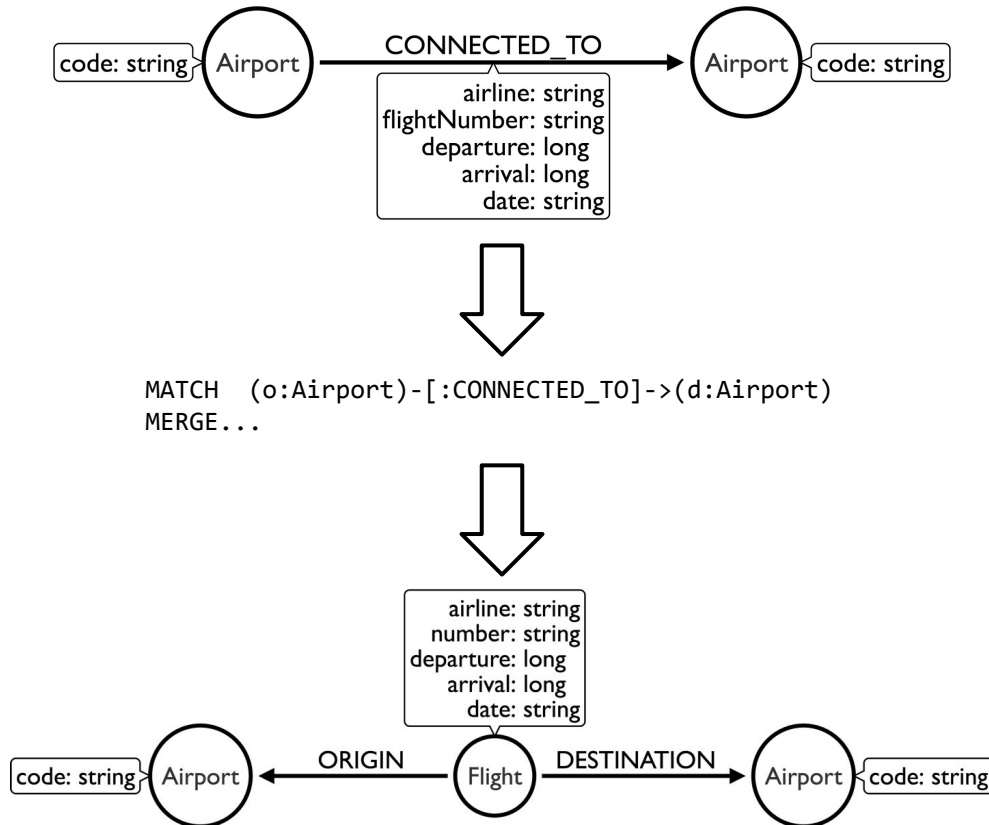 CONNECTED_TO
code: string
Airport
Airport
code: string
airline: string
flightNumber: string
departure: long
arrival: long
date: string
MATCH  (o:Airport)-[:CONNECTED_TO]->(d:Airport)
MERGE...
airline: string
number: string
departure: long
arrival: long
date: string
code: string
Airport
ORIGIN
Flight
DESTINATION
Airport
code: string